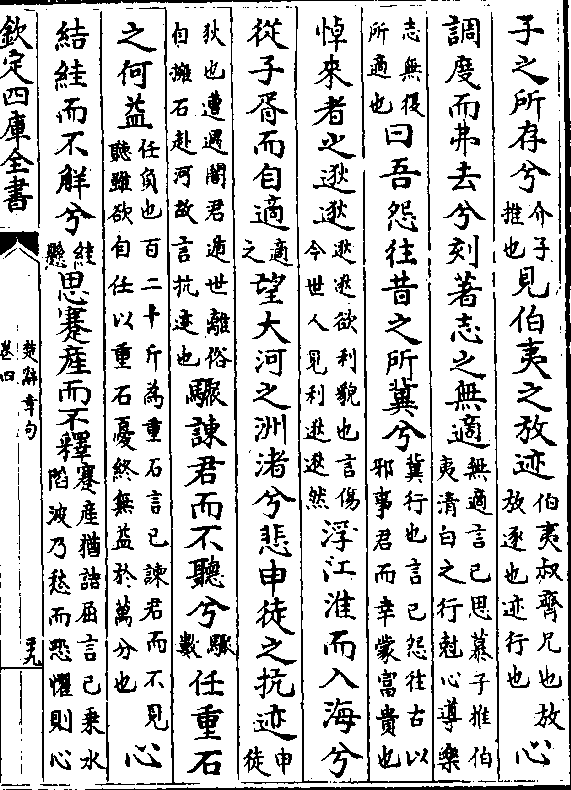 子之所存兮介子推也見伯夷之放迹伯夷叔齊兄也放放逐也迹行也心
調度而弗去兮刻著志之無適無適言己思慕子推伯夷清白之行尅心導樂
志無復所適也曰吾怨往昔之所冀兮冀行也言己怨往古以邪事君而幸蒙富貴也
悼來者之逖逖逖逖欲利貌也言傷今世人見利逖逖然浮江淮而入海兮
從子胥而自適適之望大河之洲渚兮悲申徒之抗迹申徒
狄也遭遇闇君遁世離俗自擁石赴河故言抗迹也驟諫君而不聽兮驟數任重石
之何益任負也百二十斤為重石言己諫君而不見聽雖欲自任以重石憂終無益於萬分也心
結絓而不解兮絓懸思蹇產而不釋蹇產猶詰屈言己乘水蹈波乃愁而恐懼則心
欽定四庫全書
楚辭章句
卷四